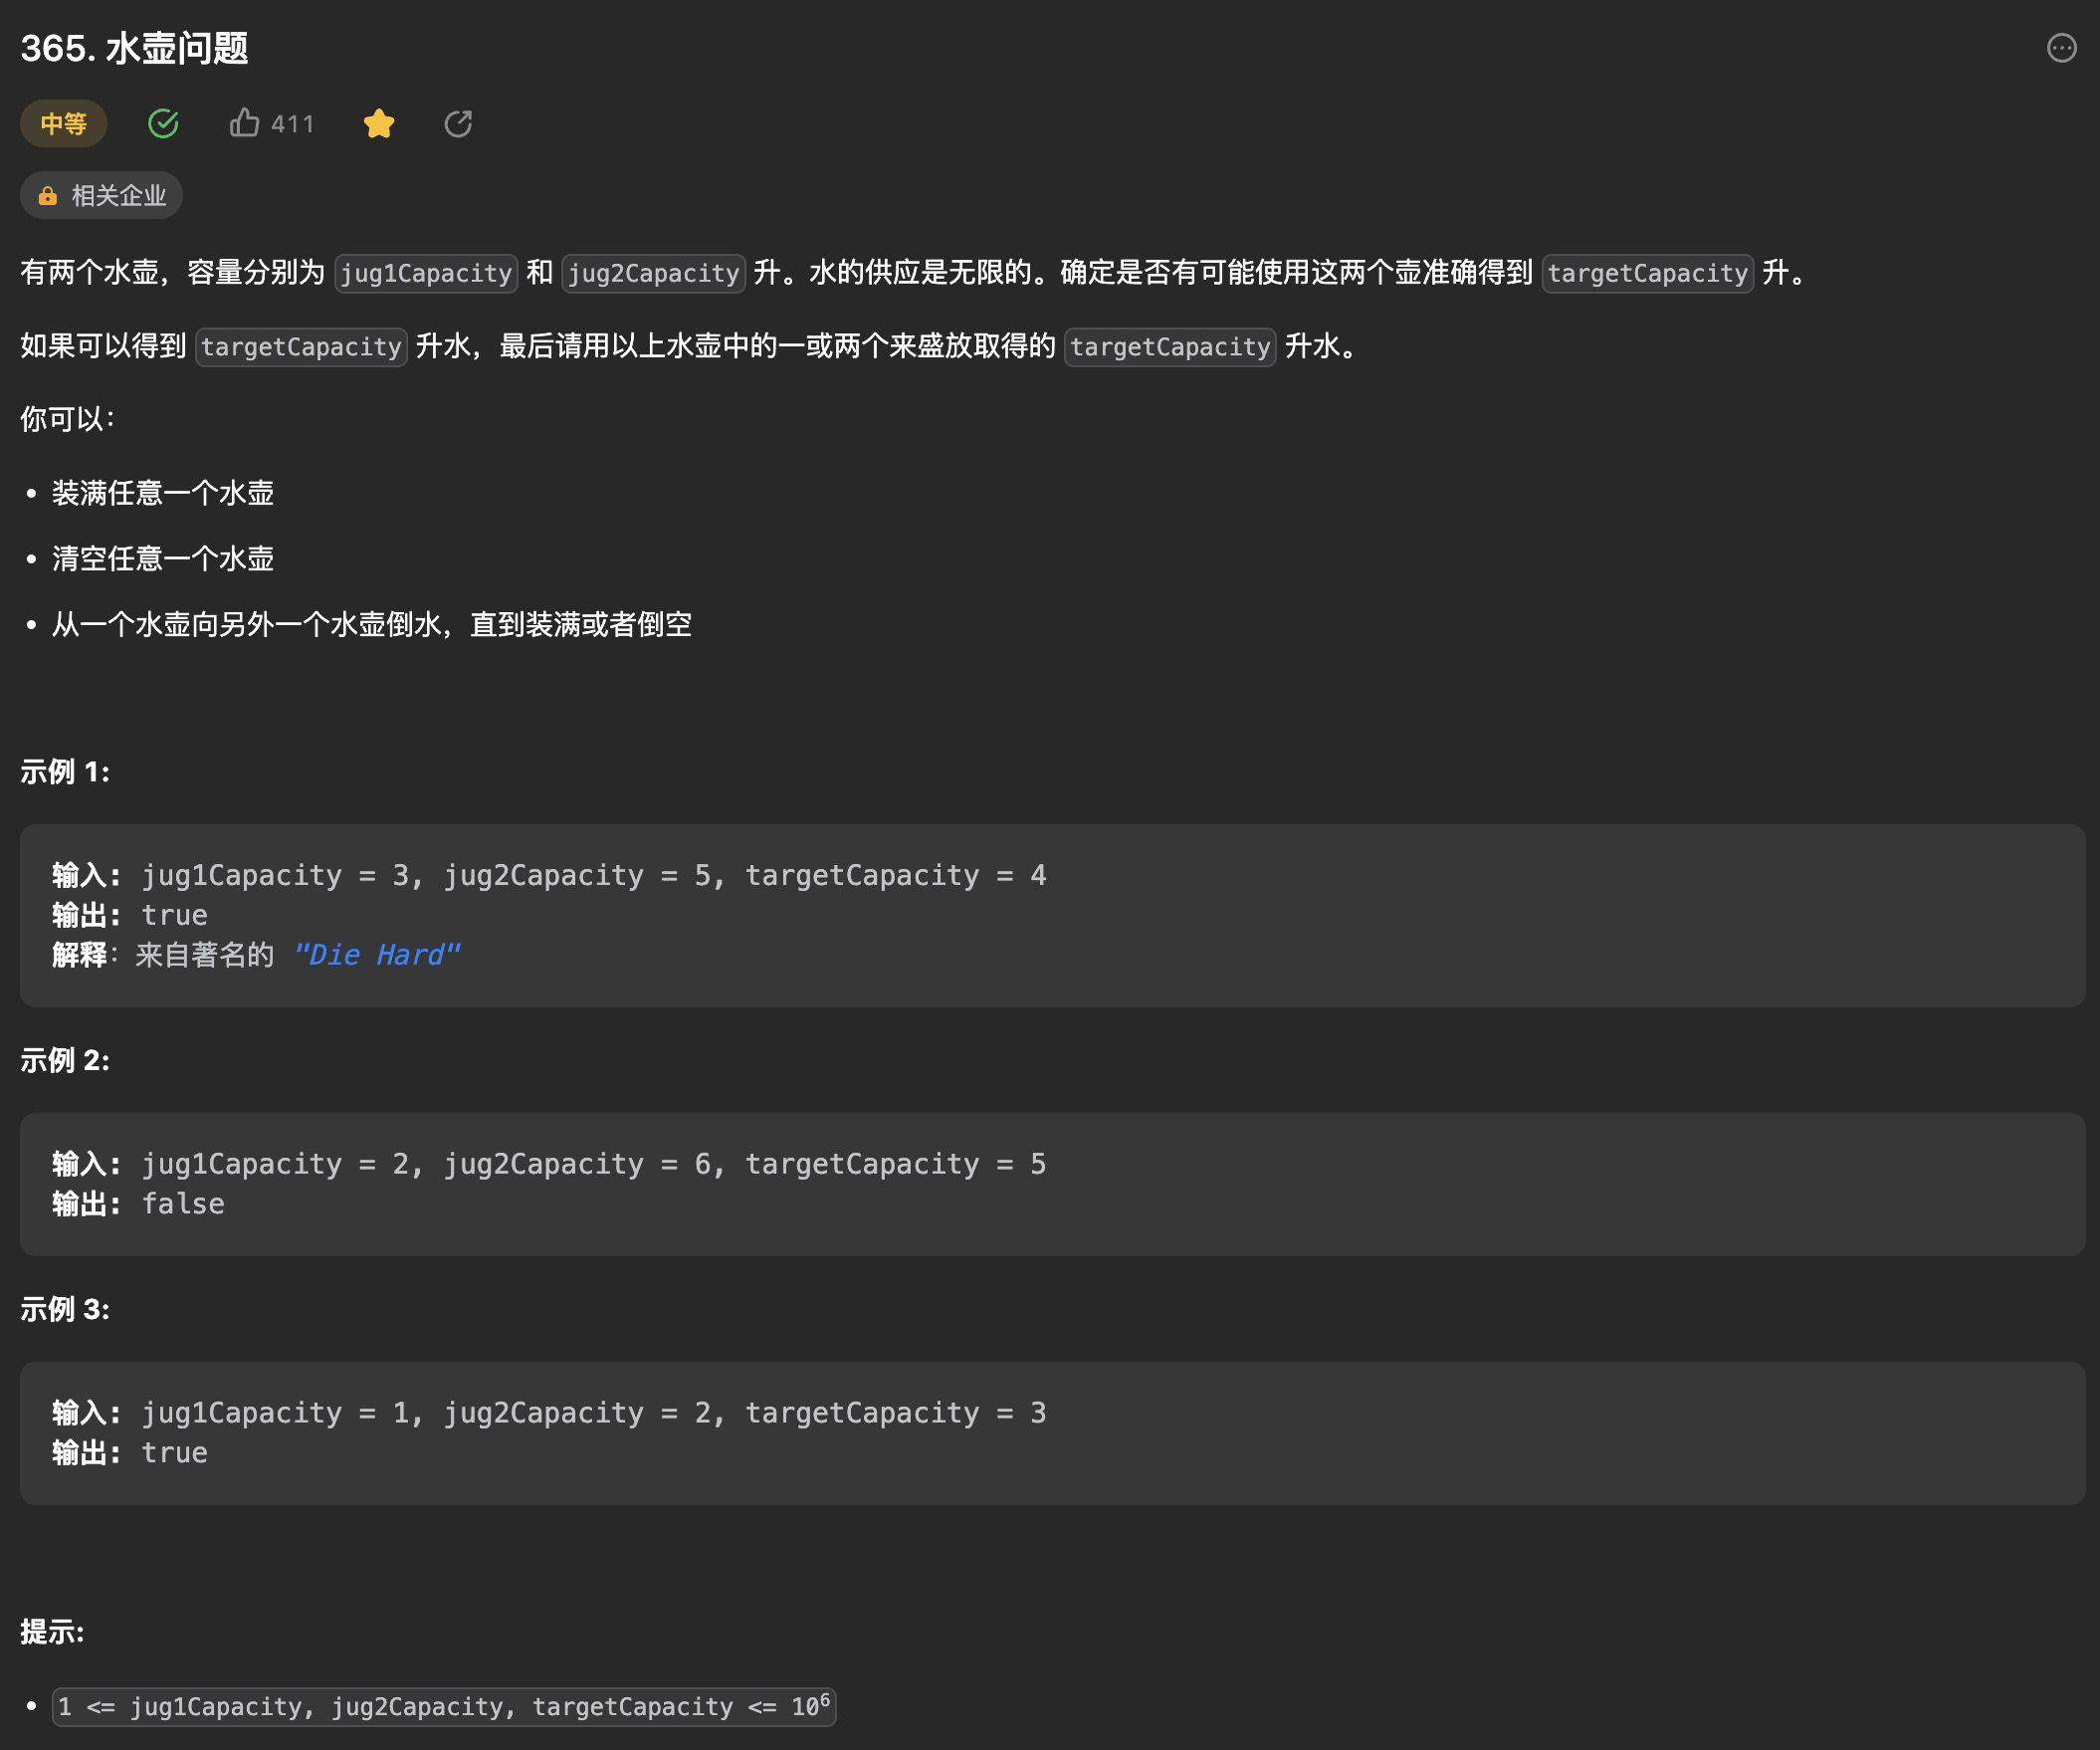 365. 水壶问题
中等
411
相关企业
有两个水壶，容量分别为 jug1Capacity 和 jug2Capacity 升。水的供应是无限的。确定是否有可能使用这两个壶准确得到 targetCapacity 升。
如果可以得到 targetCapacity 升水，最后请用以上水壶中的一或两个来盛放取得的 targetCapacity 升水。
你可以：
• 装满任意一个水壶
• 清空任意一个水壶
• 从一个水壶向另外一个水壶倒水，直到装满或者倒空
示例 1:
输入: jug1Capacity = 3, jug2Capacity = 5, targetCapacity = 4
输出: true
解释：来自著名的 "Die Hard"
示例 2:
输入: jug1Capacity = 2, jug2Capacity = 6, targetCapacity = 5
输出: false
示例 3:
输入: jug1Capacity = 1, jug2Capacity = 2, targetCapacity = 3
输出: true
提示:
• 1 <= jug1Capacity, jug2Capacity, targetCapacity <= 10⁶